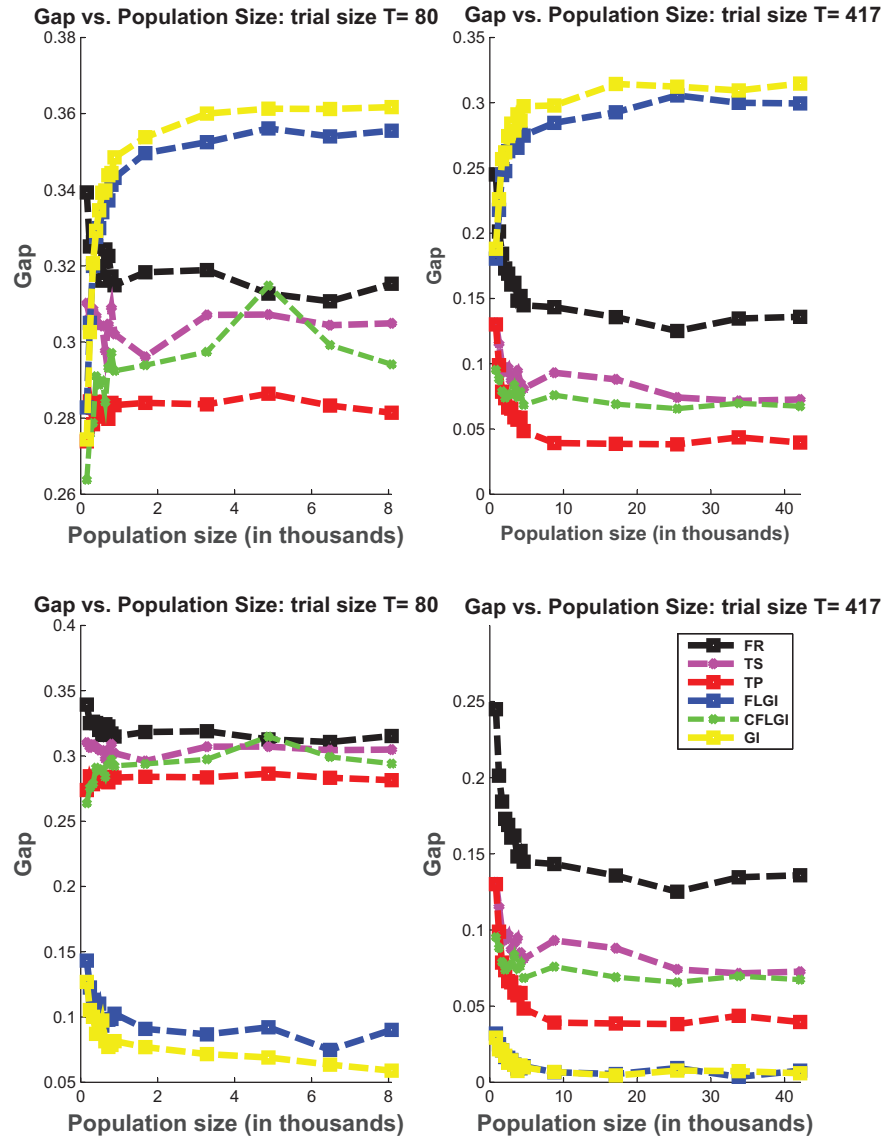 Gap vs. Population Size: trial size T= 80
0.38
0.36
0.34
0.32
0.3
0.28
0.26
Gap
0 2 4 6 8
Population size (in thousands)
Gap vs. Population Size: trial size T= 417
0.35
0.3
0.25
0.2
0.15
0.1
0.05
0
Gap
0 10 20 30 40
Population size (in thousands)
Gap vs. Population Size: trial size T= 80
0.4
0.35
0.3
0.25
0.2
0.15
0.1
0.05
Gap
0 2 4 6 8
Population size (in thousands)
Gap vs. Population Size: trial size T= 417
0.25
0.2
0.15
0.1
0.05
0
Gap
0 10 20 30 40
Population size (in thousands)
FR
TS
TP
FLGI
CFLGI
GI